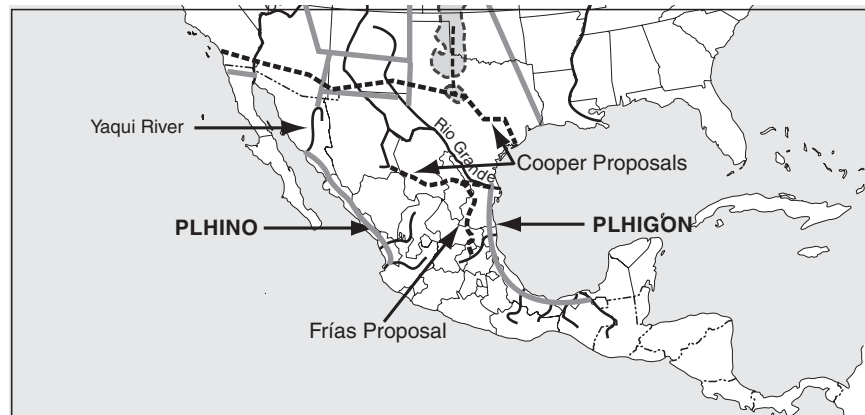 Yaqui River
Rio Grande
Cooper Proposals
PLHINO
PLHIGON
Frías Proposal